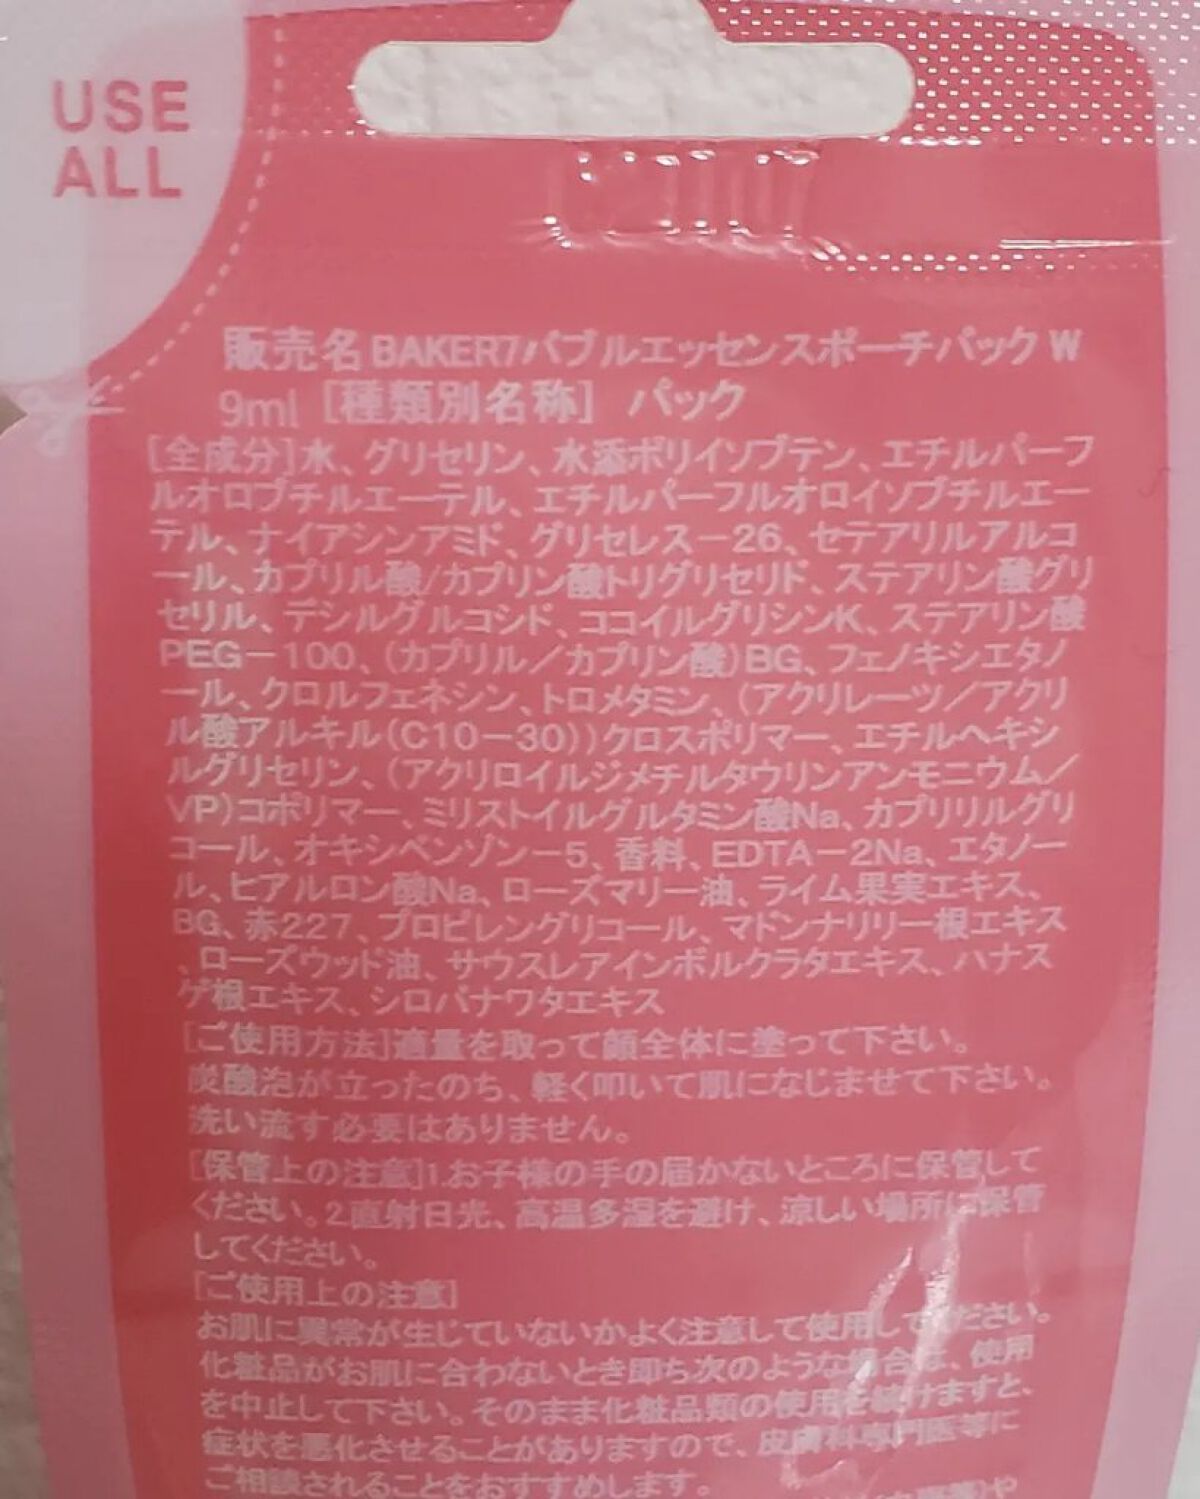 USE
ALL
販売名 BAKER7バブルエッセンスポーチパック W
9ml [種類別名称] パック
[全成分]水、グリセリン、水添ポリイソブテン、エチルパーフ
ルオロブチルエーテル、エチルパーフルオロイソブチルエー
テル、ナイアシンアミド、グリセレス－26、セテアリルアルコ
ール、カプリル酸/カプリン酸トリグリセリド、ステアリン酸グリ
セリル、デシルグルコシド、ココイルグリシンK、ステアリン酸
PEG－100、(カプリル／カプリン酸)BG、フェノキシエタノ
ール、クロルフェネシン、トロメタミン、(アクリレーツ／アクリ
ル酸アルキル(C10－30))クロスポリマー、エチルヘキシ
ルグリセリン、(アクリロイルジメチルタウリンアンモニウム／
VP)コポリマー、ミリストイルグルタミン酸Na、カプリリルグリ
コール、オキシベンゾン－5、香料、EDTA－2Na、エタノー
ル、ヒアルロン酸Na、ローズマリー油、ライム果実エキス、
BG、赤227、プロピレングリコール、マドンナリリー根エキス
、ローズウッド油、サウスレアインボルクラタエキス、ハナス
ゲ根エキス、シロバナワタエキス
[ご使用方法]適量を取って顔全体に塗って下さい。
炭酸泡が立ったのち、軽く叩いて肌になじませて下さい。
洗い流す必要はありません。
[保管上の注意]1.お子様の手の届かないところに保管して
ください。2直射日光、高温多湿を避け、涼しい場所に保管
してください。
[ご使用上の注意]
お肌に異常が生じていないかよく注意して使用してください。
化粧品がお肌に合わないとき即ち次のような場合は、使用
を中止して下さい。そのまま化粧品類の使用を続けますと、
症状を悪化させることがありますので、皮膚科専門医等に
ご相談されることをおすすめします。